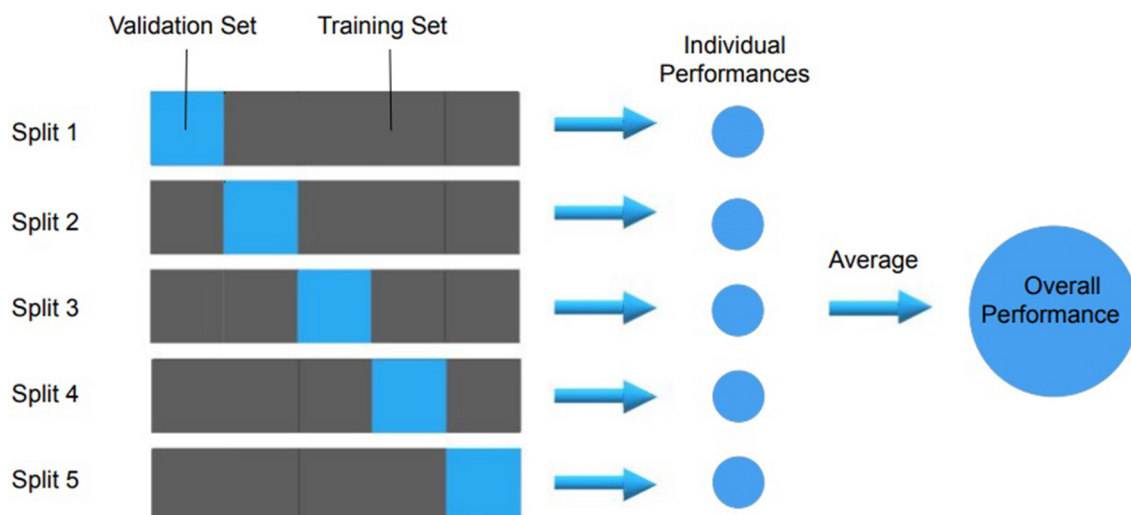 Validation Set
Training Set
Individual
Performances
Split 1
Split 2
Split 3
Split 4
Split 5
Average
Overall
Performance